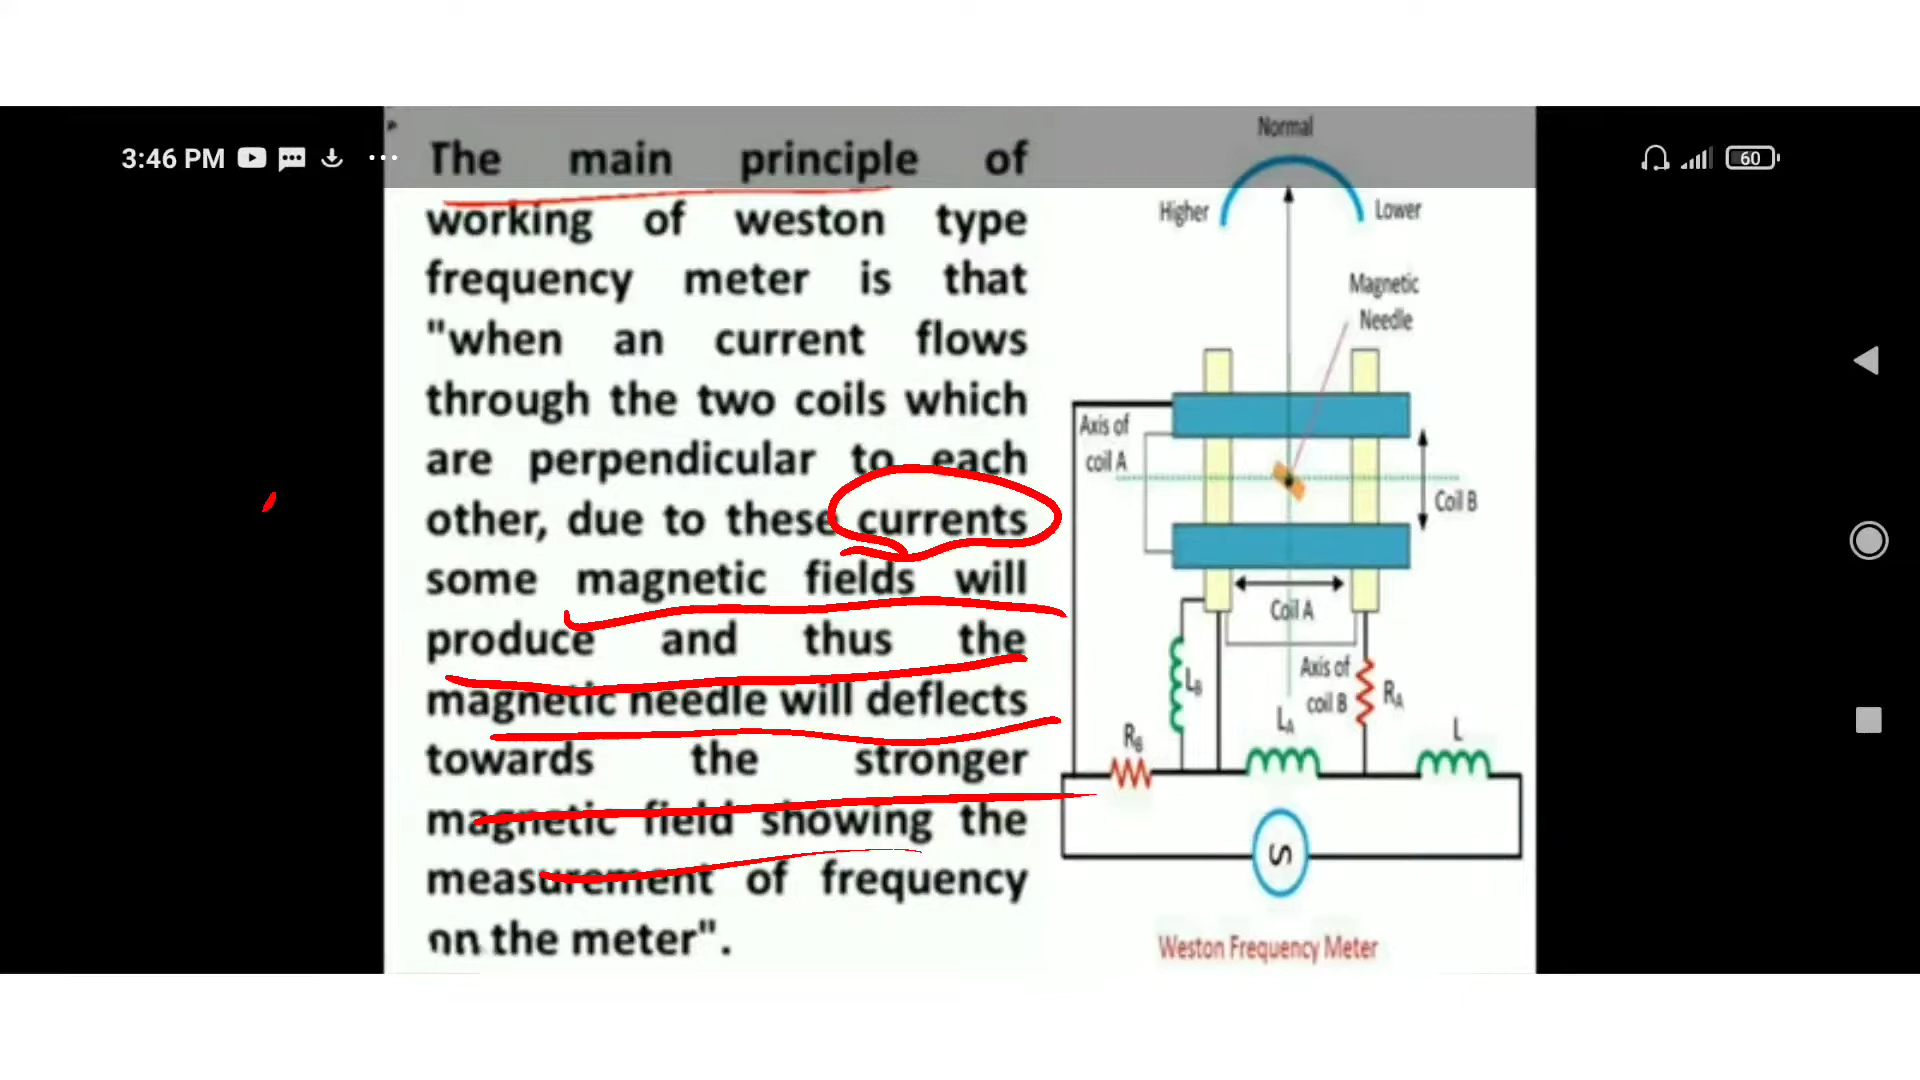 3:46 PM
60
The main principle of
working of weston type
frequency meter is that
"when an current flows
through the two coils which
are perpendicular to each
other, due to these currents
some magnetic fields will
produce and thus the
magnetic needle will deflects
towards the stronger
magnetic field showing the
measurement of frequency
on the meter".
Normal
Higher
Lower
Magnetic
Needle
Axis of
coil A
Coil B
Coil A
Axis of
coil B
LB
RA
LA
RB
L
S
Weston Frequency Meter